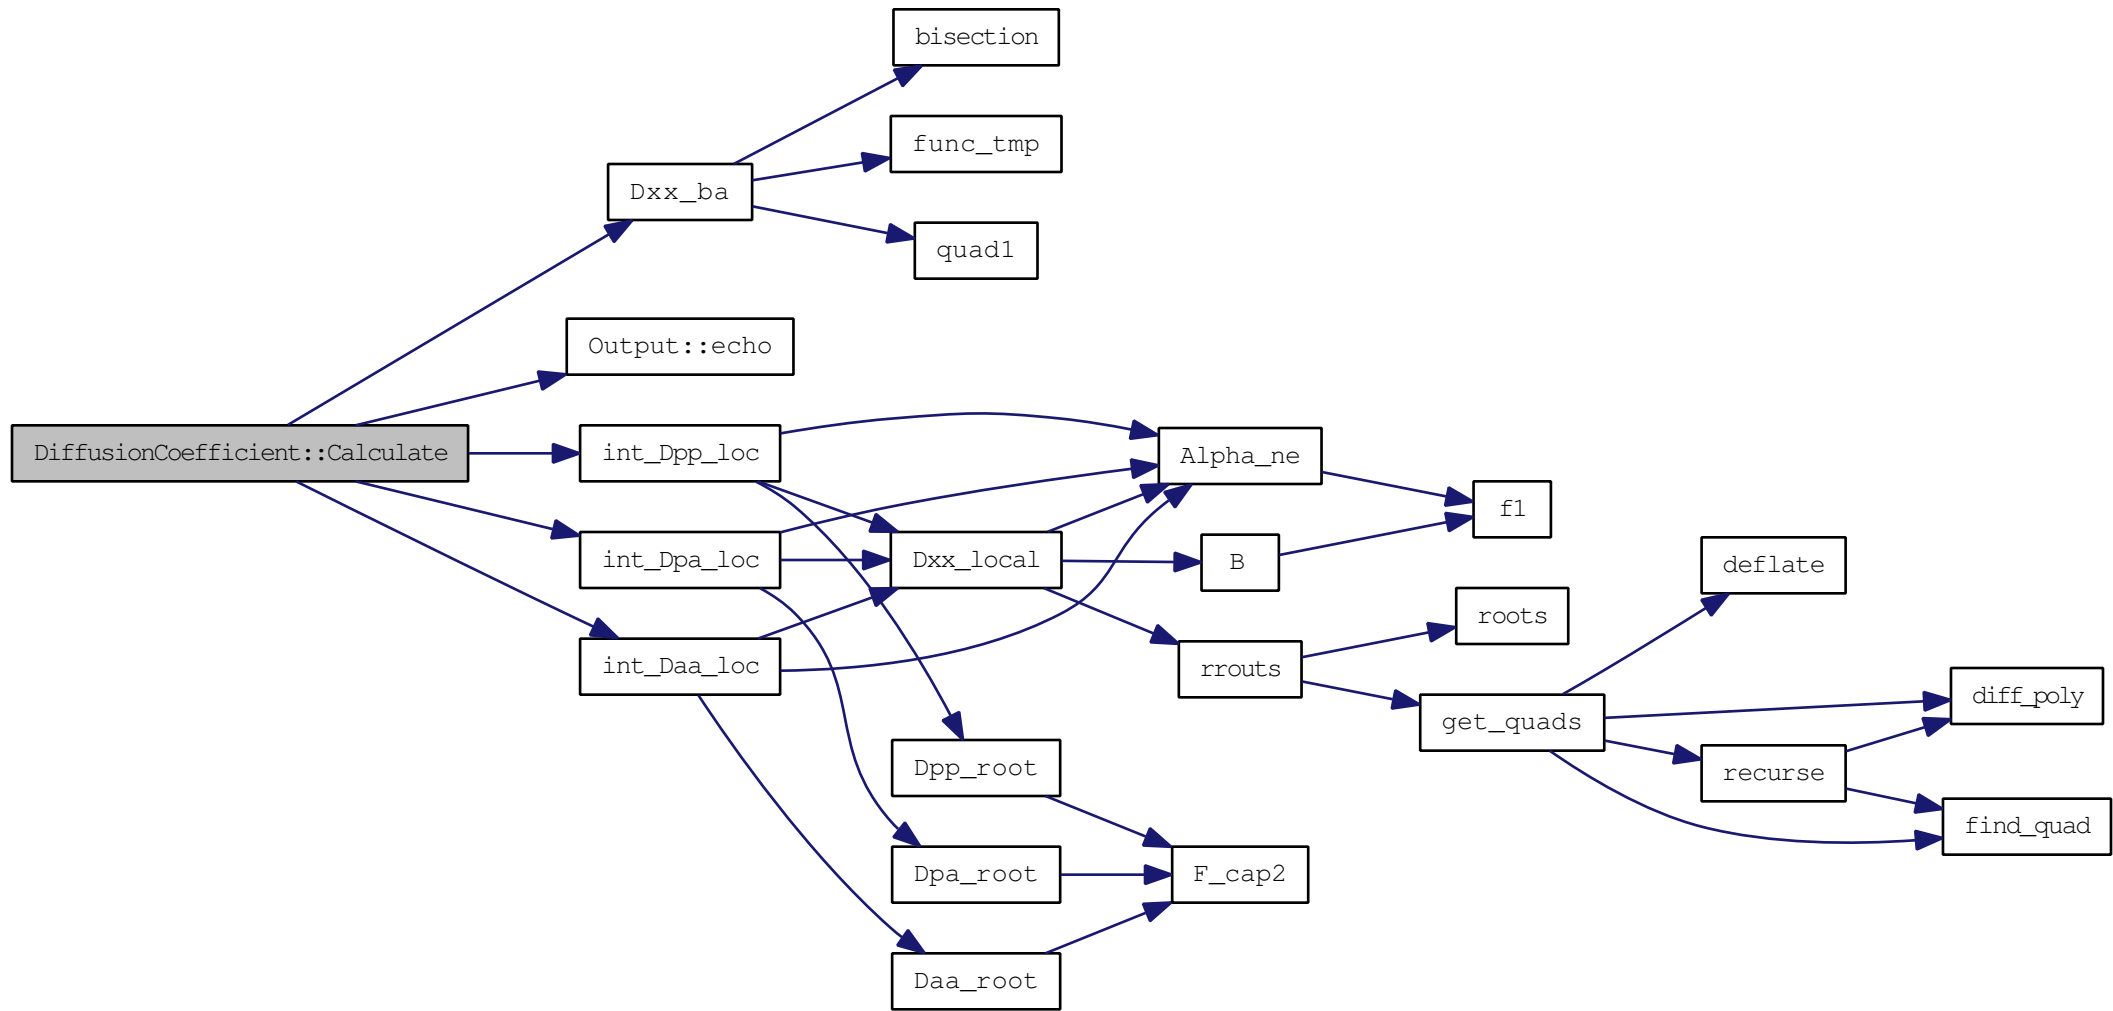 bisection
func_tmp
Dxx_ba
quad1
Output::echo
DiffusionCoefficient::Calculate
int_Dpp_loc
Alpha_ne
f1
int_Dpa_loc
Dxx_local
B
deflate
roots
int_Daa_loc
rrouts
diff_poly
get_quads
Dpp_root
recurse
find_quad
Dpa_root
F_cap2
Daa_root